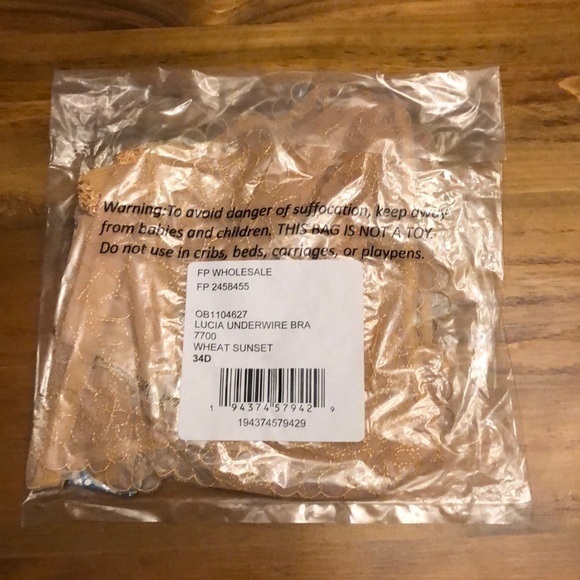 Warning:To avoid danger of suffocation, keep away
from babies and children. THIS BAG IS NOT A TOY.
Do not use in cribs, beds, carriages, or playpens.
FP WHOLESALE
FP 2458455
OB1104627
LUCIA UNDERWIRE BRA
7700
WHEAT SUNSET
34D
1 94374 57942 9
194374579429